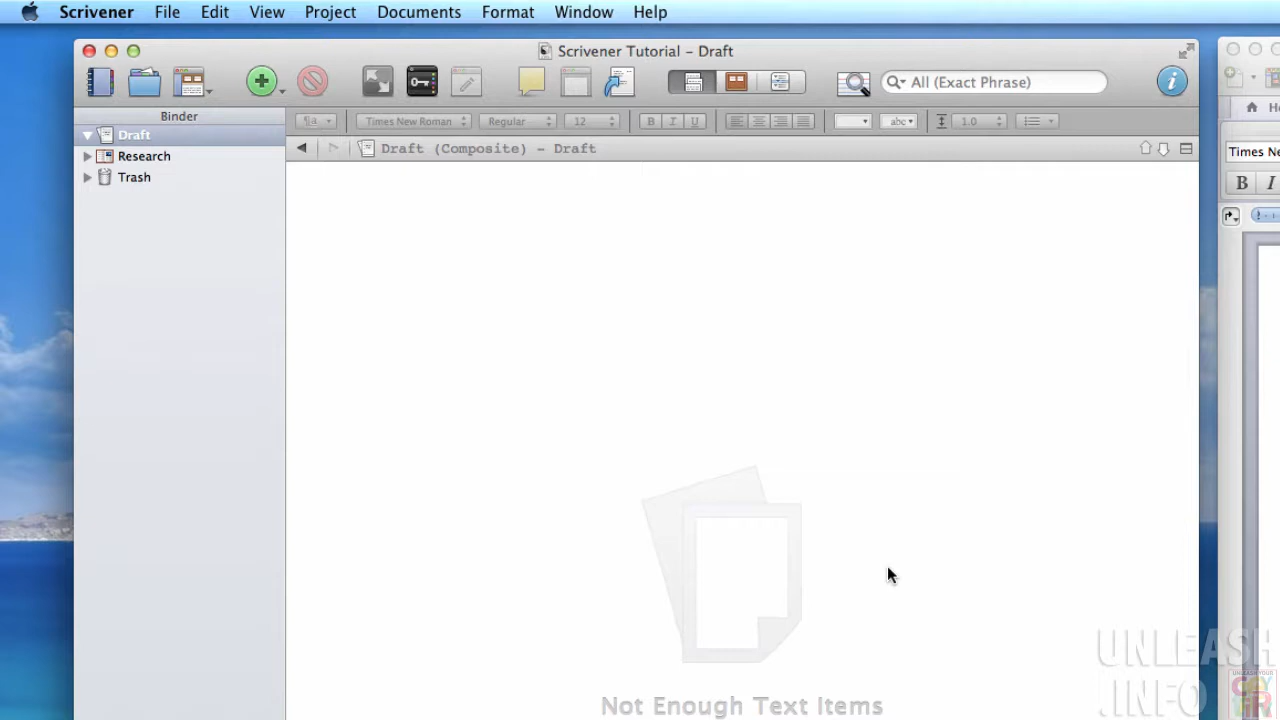 Scrivener File Edit View Project Documents Format Window Help
Scrivener Tutorial - Draft
All (Exact Phrase)
Binder
Times New Roman Regular 12 B I U abc 1.0
Draft
Draft (Composite) - Draft
Research
Trash
Times Ne
B I
Not Enough Text Items
UNLEASH
.INFO